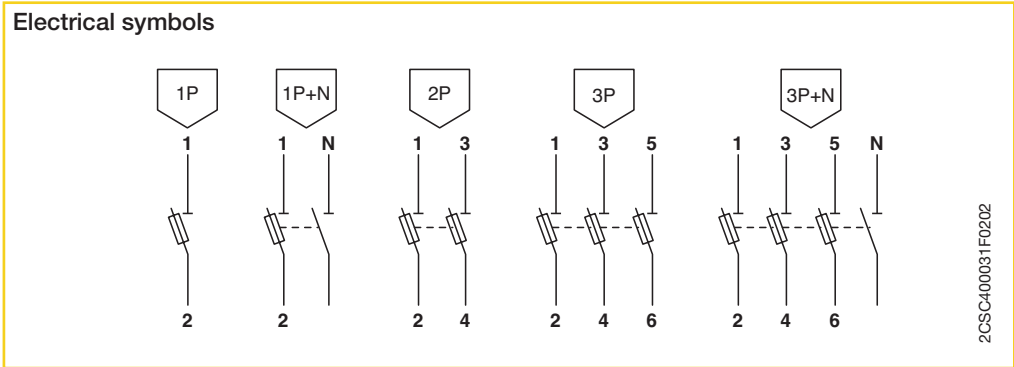 Electrical symbols
1P 1P+N 2P 3P 3P+N
1 1 N 1 3 1 3 5 1 3 5 N
2 2 2 4 2 4 6 2 4 6
2CSC400031F0202